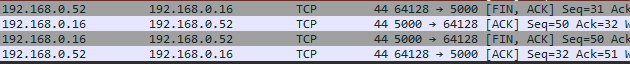 192.168.0.52 192.168.0.16 TCP 44 64128 → 5000 [FIN, ACK] Seq=31 Ack
192.168.0.16 192.168.0.52 TCP 44 5000 → 64128 [ACK] Seq=50 Ack=32 W
192.168.0.16 192.168.0.52 TCP 44 5000 → 64128 [FIN, ACK] Seq=50 Ack
192.168.0.52 192.168.0.16 TCP 44 64128 → 5000 [ACK] Seq=32 Ack=51 W